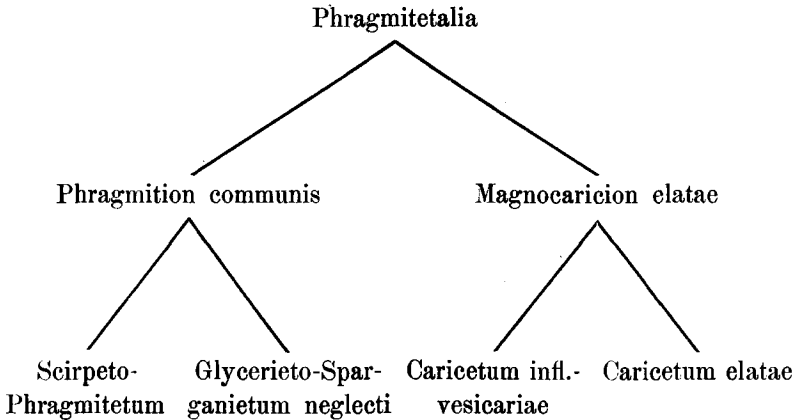 Phragmitetalia
Phragmition communis
Magnocaricion elatae
Scirpeto-
Phragmitetum
Glycerieto-Spar-
ganietum neglecti
Caricetum infl.-
vesicariae
Caricetum elatae